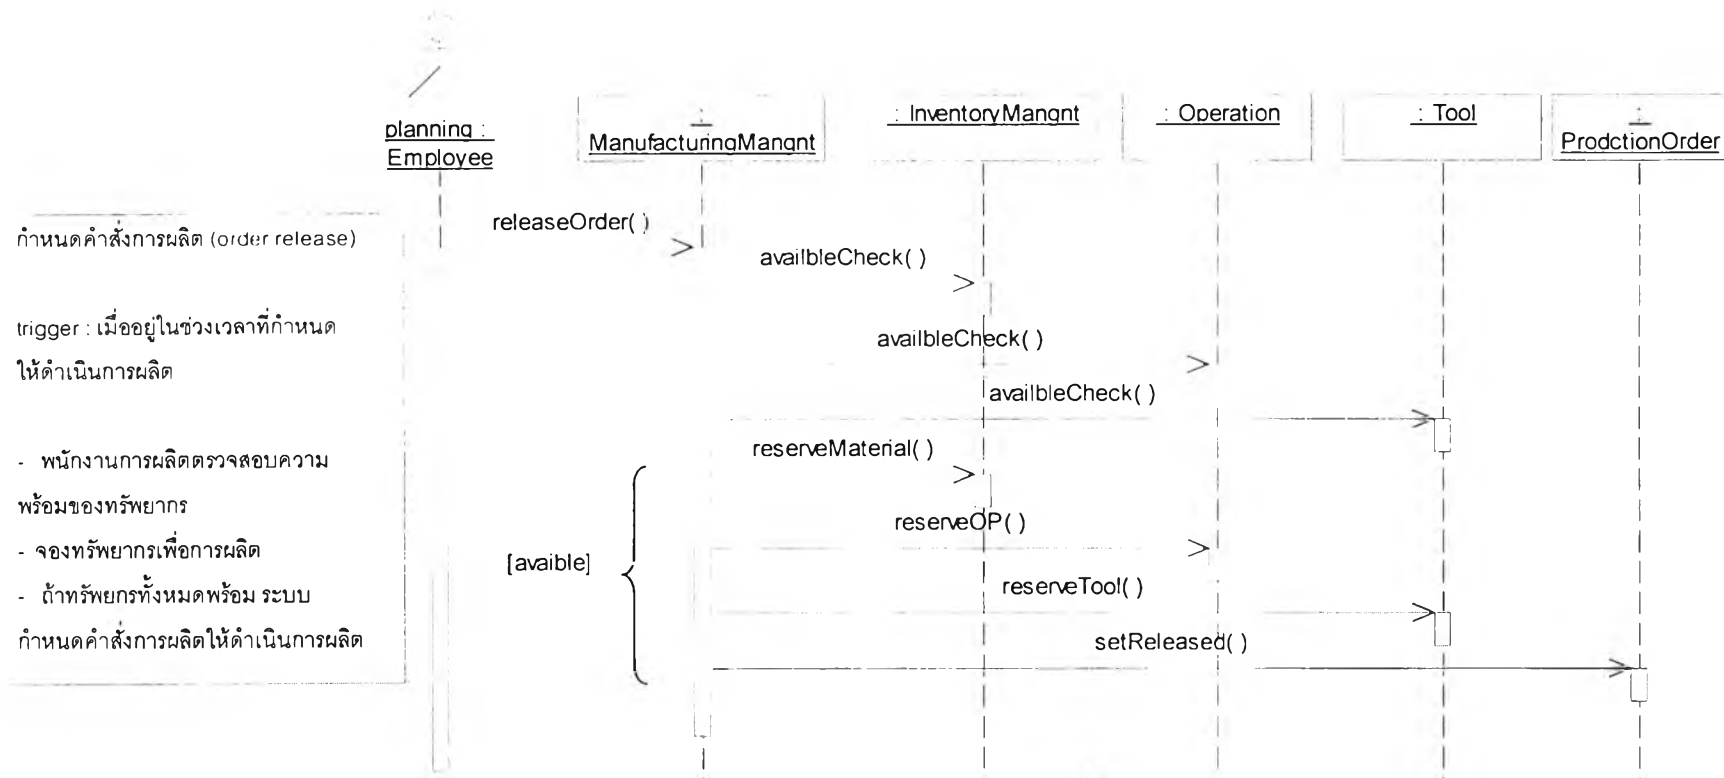 planning :
Employee
:
ManufacturingMangnt
: InventoryMangnt
: Operation
: Tool
:
ProdctionOrder
กำหนดคำสั่งการผลิต (order release)
trigger : เมื่ออยู่ในช่วงเวลาที่กำหนด
ให้ดำเนินการผลิต
- พนักงานการผลิตตรวจสอบความ
พร้อมของทรัพยากร
- จองทรัพยากรเพื่อการผลิต
- ถ้าทรัพยกรทั้งหมดพร้อม ระบบ
กำหนดคำสั่งการผลิตให้ดำเนินการผลิต
releaseOrder( )
availbleCheck( )
availbleCheck( )
availbleCheck( )
reserveMaterial( )
reserveOP( )
[avaible]
reserveTool( )
setReleased( )